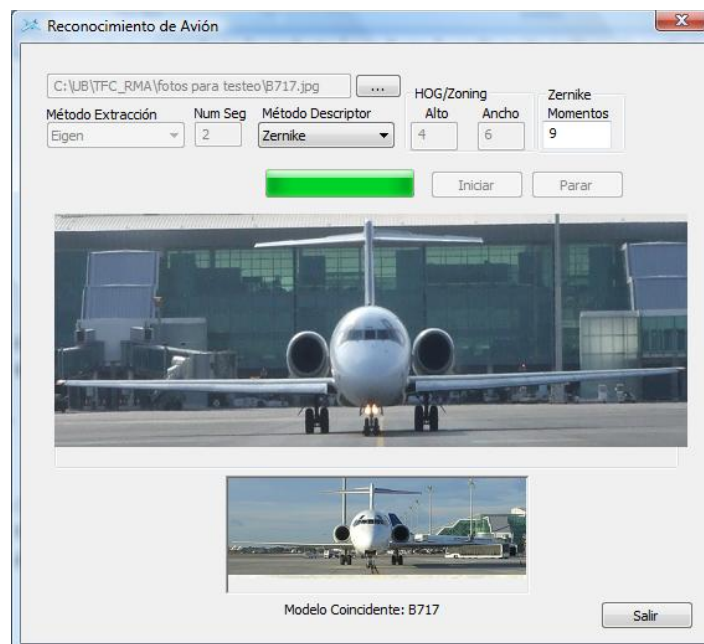 Reconocimiento de Avión
C:\UB\TFC_RMA\fotos para testeo\B717.jpg
...
HOG/Zoning
Zernike
Método Extracción
Num Seg
Método Descriptor
Alto
Ancho
Momentos
Eigen
2
Zernike
4
6
9
Iniciar
Parar
Modelo Coincidente: B717
Salir